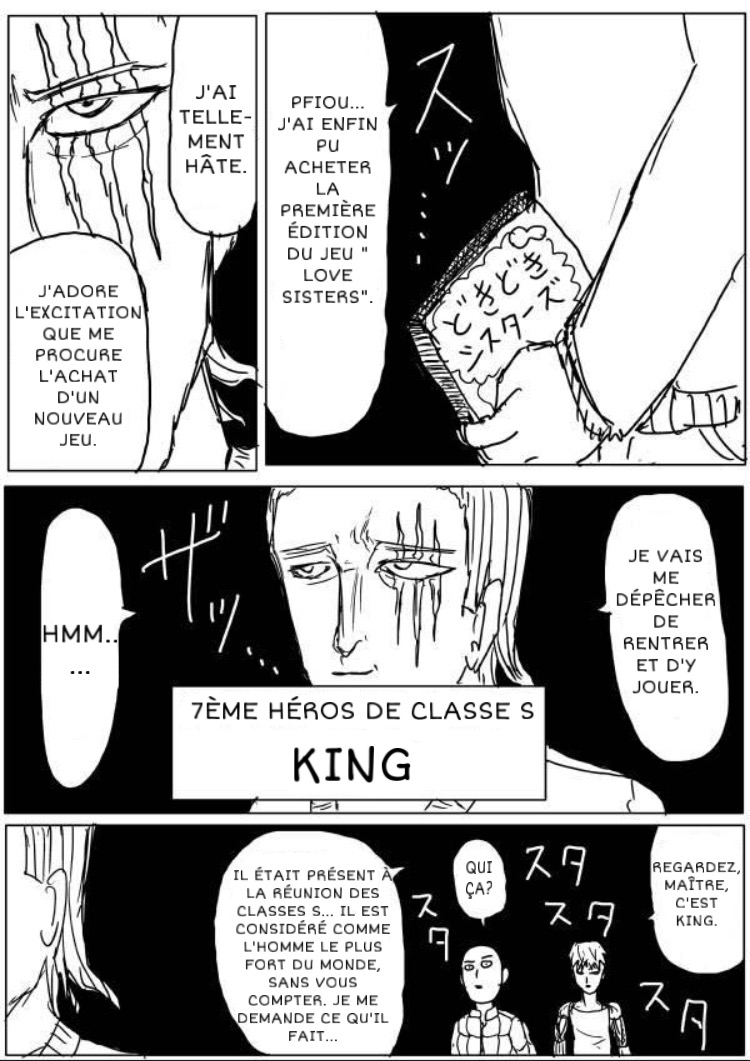 PFIOU...
J'AI ENFIN
PU
ACHETER
LA
PREMIÈRE
ÉDITION
DU JEU "
LOVE
SISTERS".
スッ……
どきどき
シスターズ
J'AI
TELLE-
MENT
HÂTE.
J'ADORE
L'EXCITATION
QUE ME
PROCURE
L'ACHAT
D'UN
NOUVEAU
JEU.
JE VAIS
ME
DÉPÊCHER
DE
RENTRER
ET D'Y
JOUER.
ザッ…
HMM..
...
7ÈME HÉROS DE CLASSE S
KING
REGARDEZ,
MAÎTRE,
C'EST
KING.
スタ
スタ
スタ
スタ
QUI
ÇA?
IL ÉTAIT PRÉSENT À
LA RÉUNION DES
CLASSES S... IL EST
CONSIDÉRÉ COMME
L'HOMME LE PLUS
FORT DU MONDE,
SANS VOUS
COMPTER. JE ME
DEMANDE CE QU'IL
FAIT...